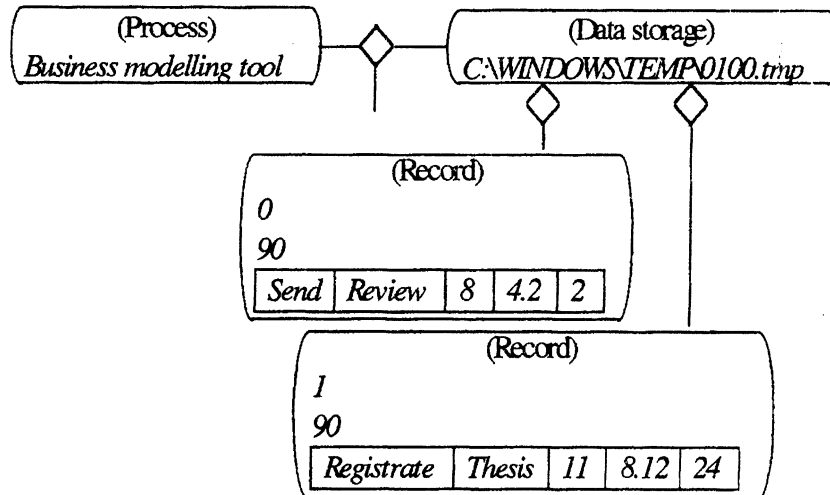 (Process)
Business modelling tool
(Data storage)
C:\WINDOWS\TEMP\0100.tmp
(Record)
0
90
Send Review 8 4.2 2
(Record)
1
90
Registrate Thesis 11 8.12 24